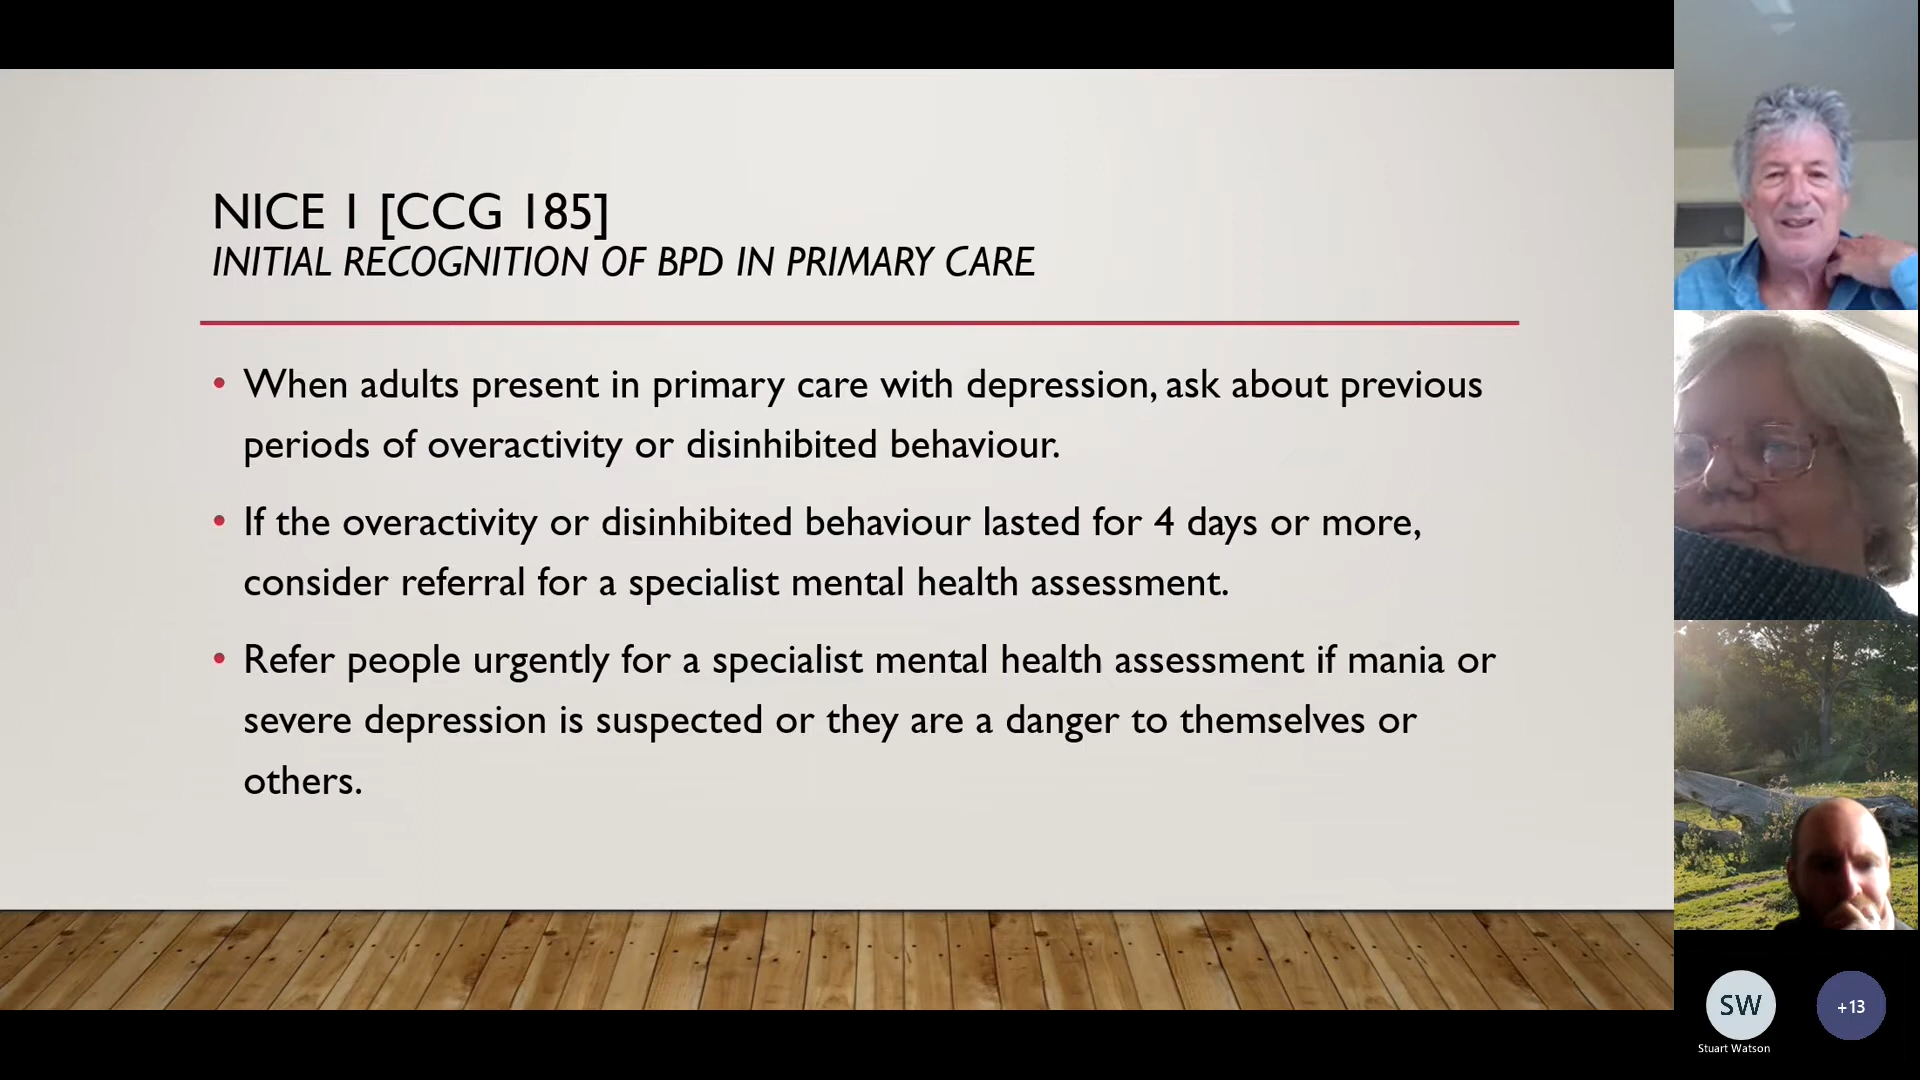 NICE 1 [CCG 185]
INITIAL RECOGNITION OF BPD IN PRIMARY CARE
• When adults present in primary care with depression, ask about previous
periods of overactivity or disinhibited behaviour.
• If the overactivity or disinhibited behaviour lasted for 4 days or more,
consider referral for a specialist mental health assessment.
• Refer people urgently for a specialist mental health assessment if mania or
severe depression is suspected or they are a danger to themselves or
others.
SW
+13
Stuart Watson